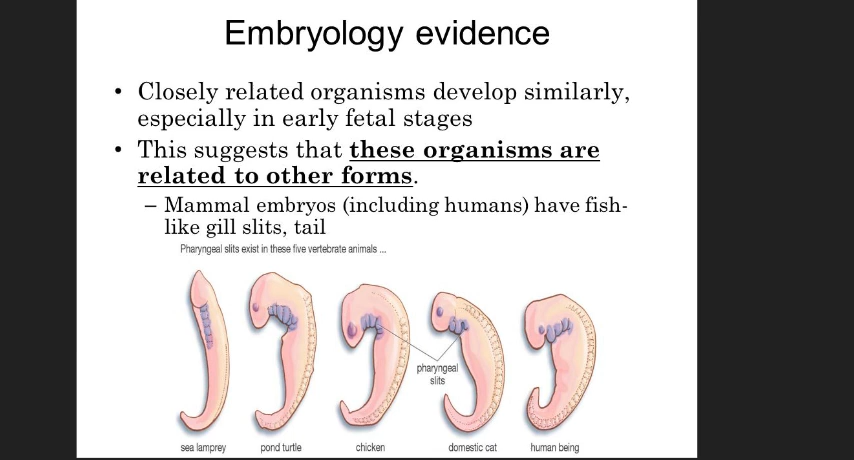 Embryology evidence
• Closely related organisms develop similarly,
especially in early fetal stages
• This suggests that these organisms are
related to other forms.
– Mammal embryos (including humans) have fish-
like gill slits, tail
Pharyngeal slits exist in these five vertebrate animals ...
pharyngeal
slits
sea lamprey pond turtle chicken domestic cat human being